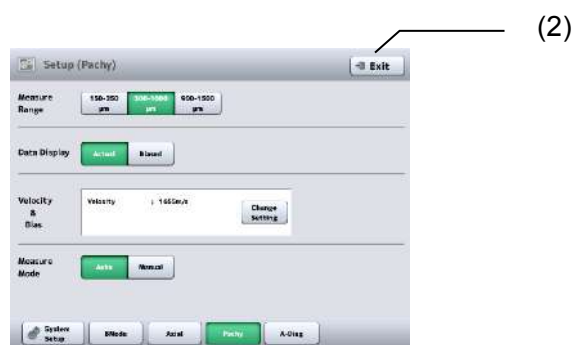 (2)
Setup (Pachy)
Exit
Measure
Range
150-350
µm
300-1000
µm
900-1500
µm
Data Display
Actual
Biased
Velocity
&
Bias
Velocity : 1655m/s
Change
Setting
Measure
Mode
Auto
Manual
System
Setup
BMode
Axial
Pachy
A-Diag